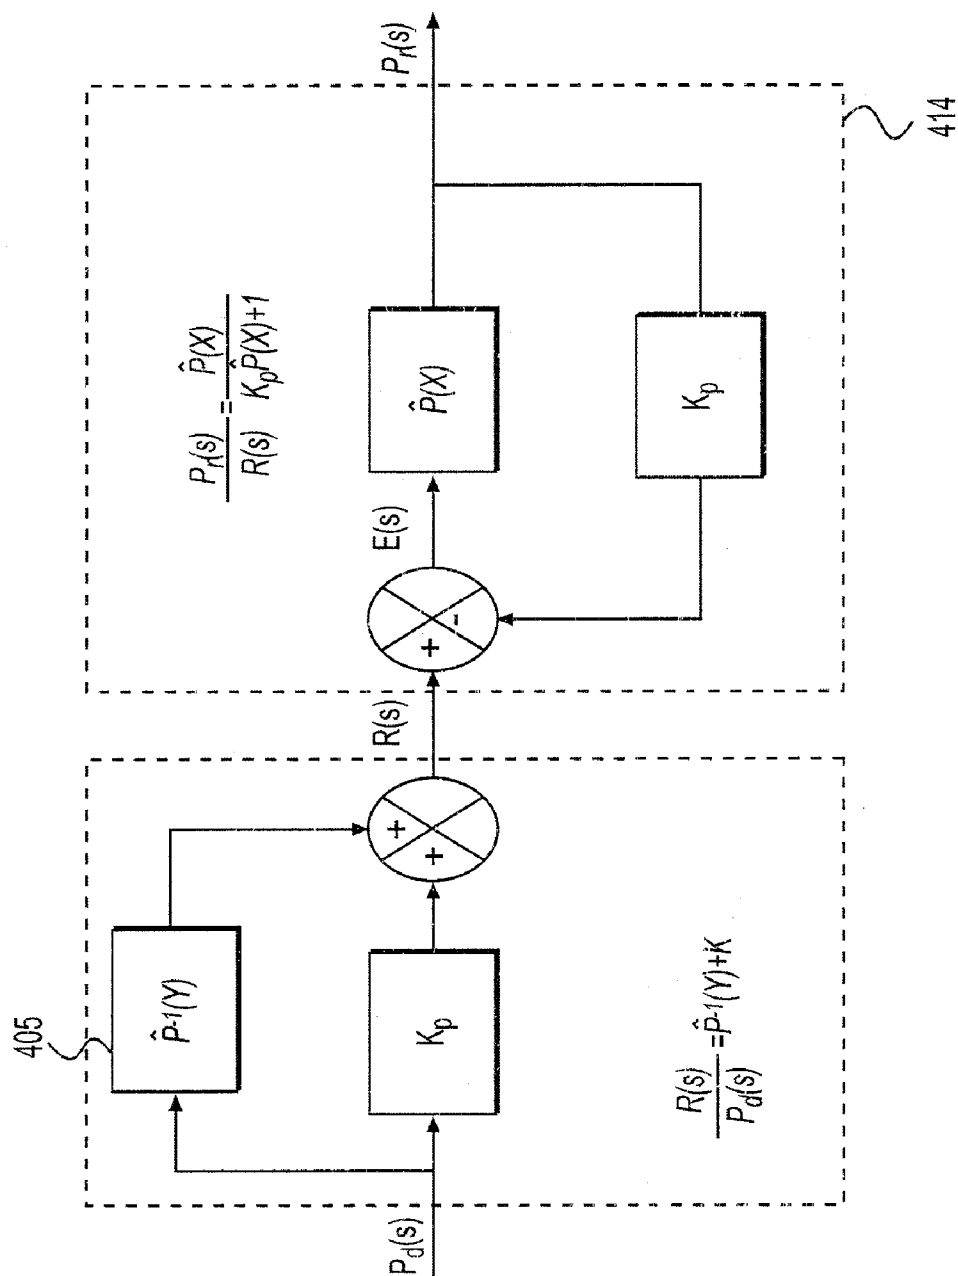 405
P̂⁻¹(Y)
P_d(s)
K_p
+
+
R(s)/P_d(s) = P̂⁻¹(Y)+K
R(s)
+
-
E(s)
P̂(X)
K_p
P_r(s)/R(s) = P̂(X)/K_pP̂(X)+1
P_r(s)
414